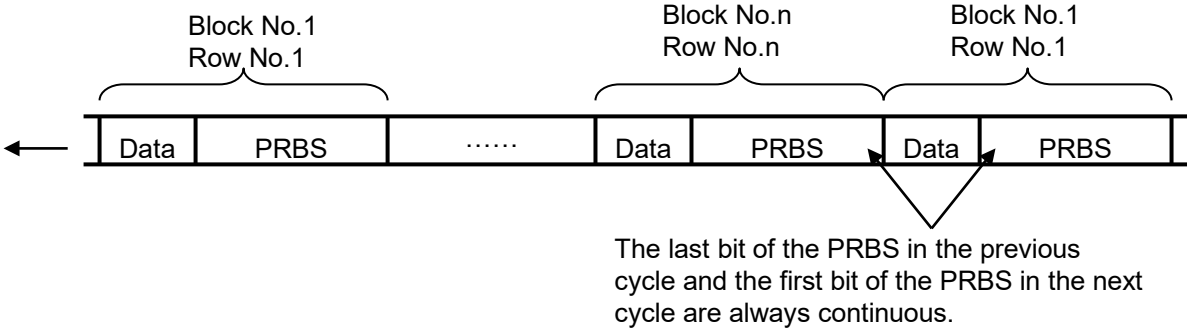 Block No.1
Row No.1
Block No.n
Row No.n
Block No.1
Row No.1
Data PRBS ...... Data PRBS Data PRBS
The last bit of the PRBS in the previous
cycle and the first bit of the PRBS in the next
cycle are always continuous.